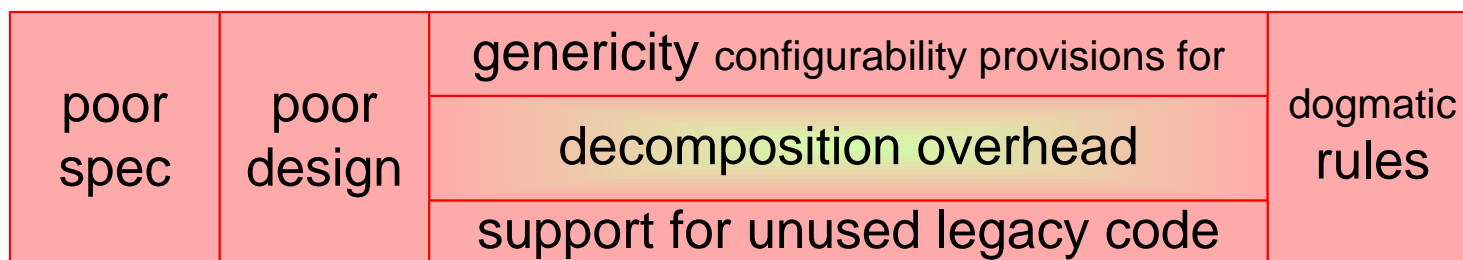 poor
spec
poor
design
genericity configurability provisions for
decomposition overhead
support for unused legacy code
dogmatic
rules